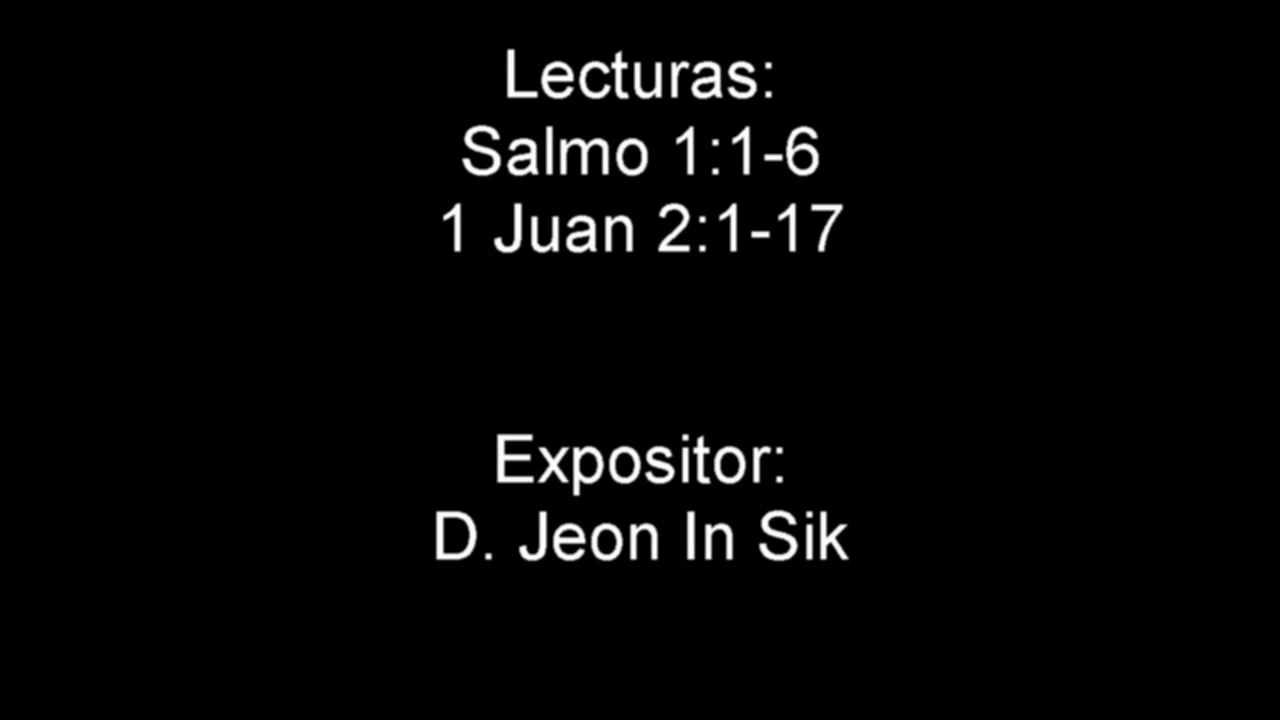 Lecturas:
Salmo 1:1-6
1 Juan 2:1-17
Expositor:
D. Jeon In Sik